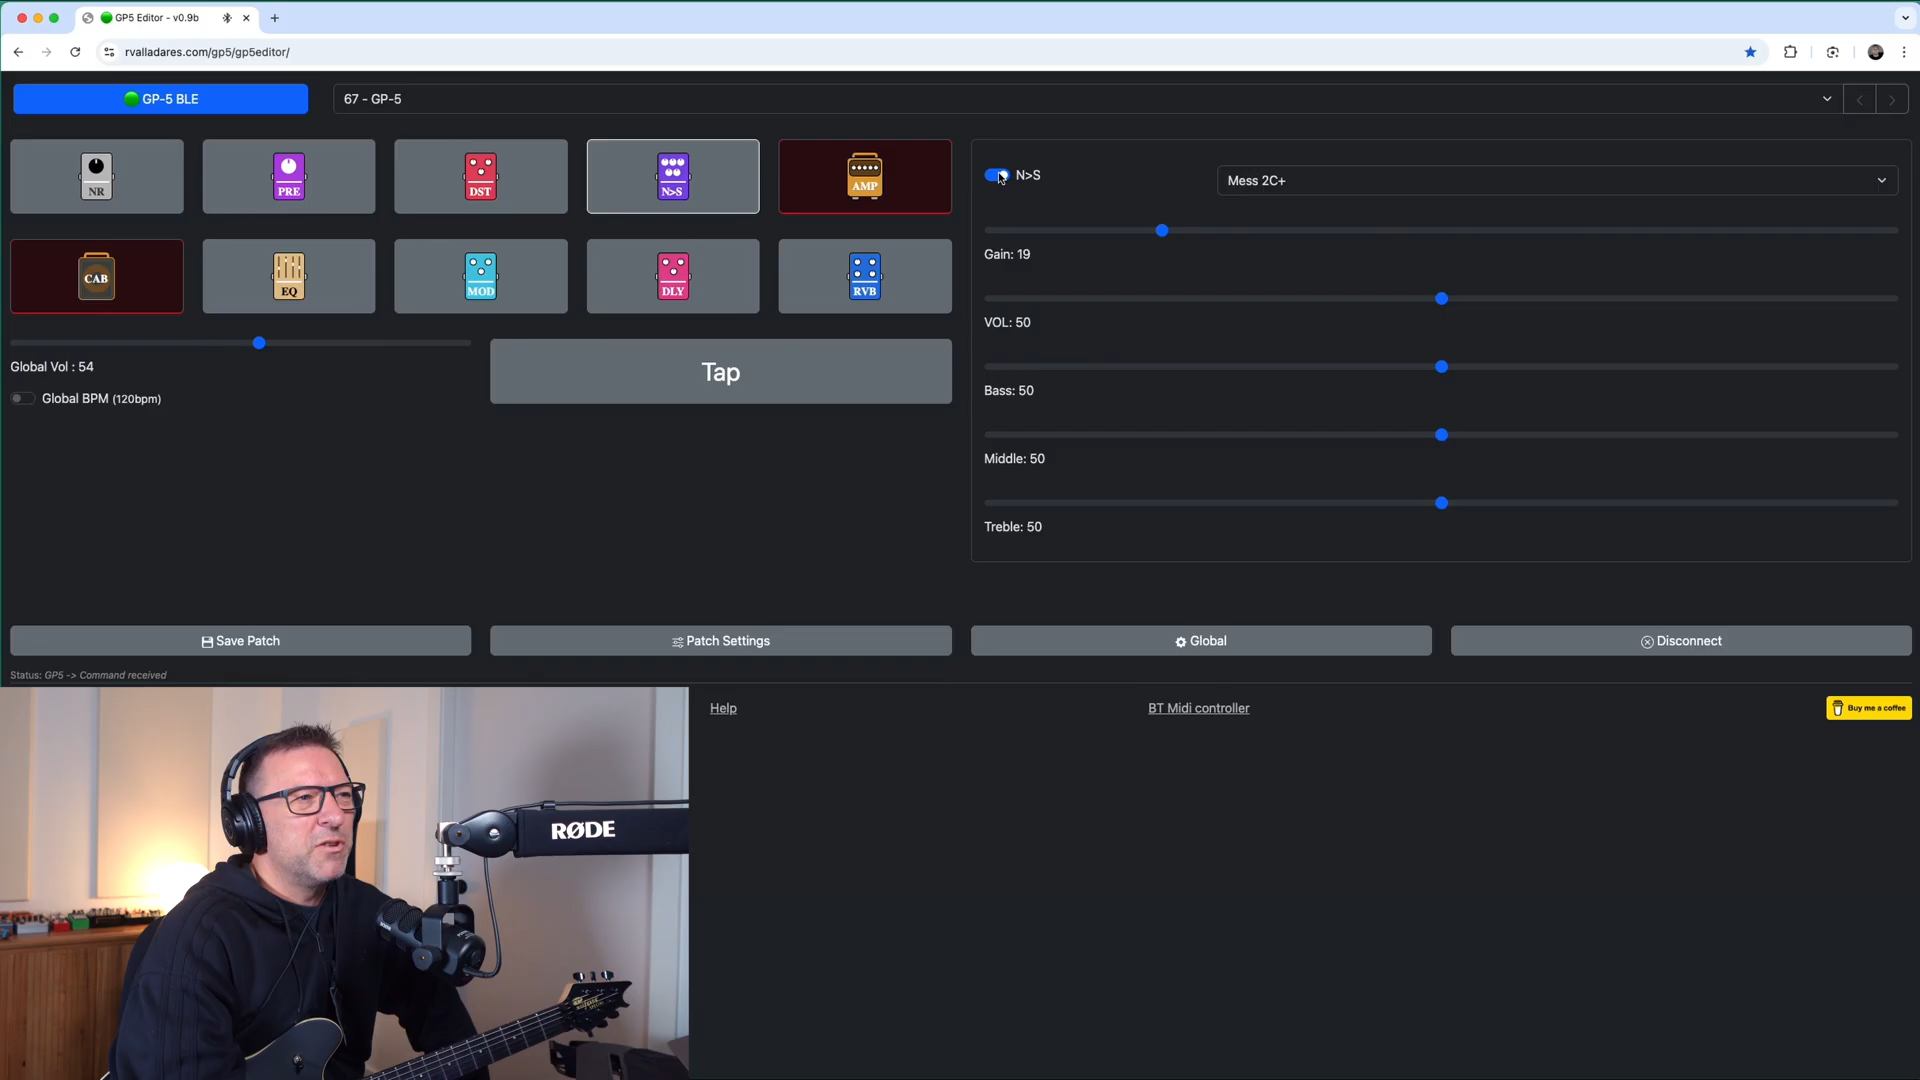 GP5 Editor - v0.9b
rvalladares.com/gp5/gp5editor/
GP-5 BLE
67 - GP-5
NR
PRE
DST
N>S
AMP
CAB
EQ
MOD
DLY
RVB
Global Vol : 54
Global BPM (120bpm)
Tap
N>S
Mess 2C+
Gain: 19
VOL: 50
Bass: 50
Middle: 50
Treble: 50
Save Patch
Patch Settings
Global
Disconnect
Status: GP5 -> Command received
Help
BT Midi controller
Buy me a coffee
RØDE